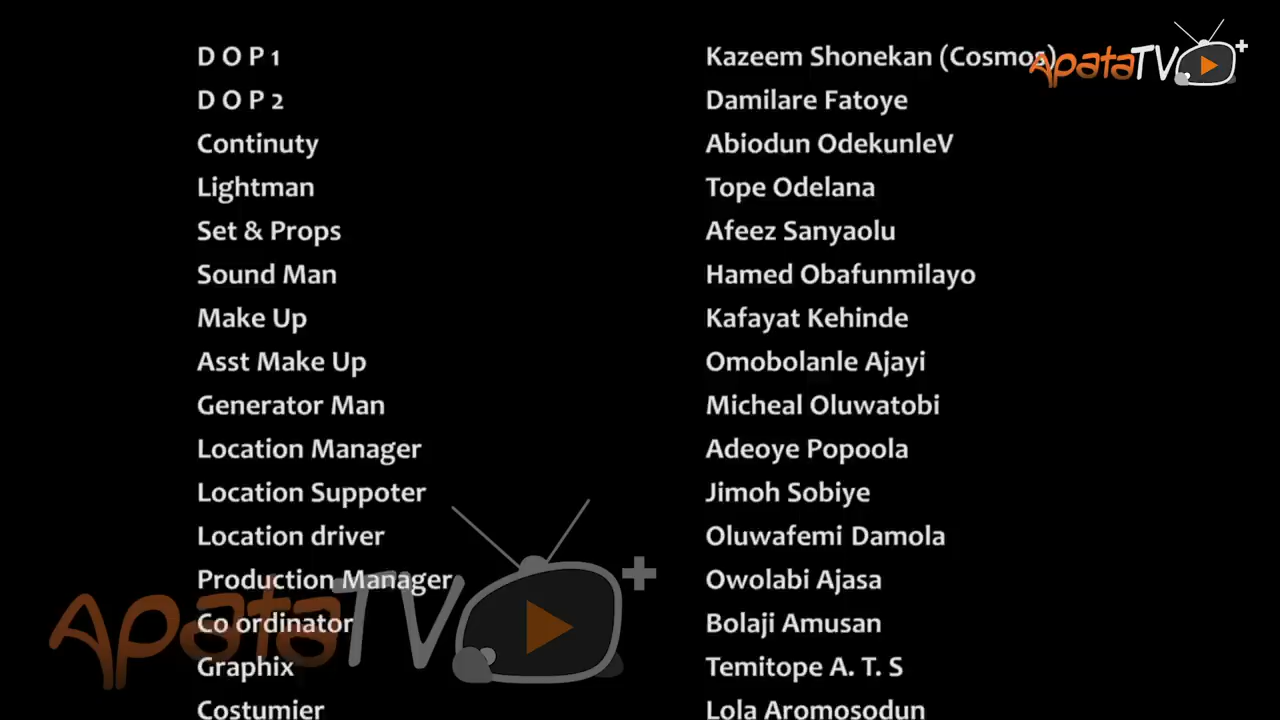 D O P 1 Kazeem Shonekan (Cosmos)
ApataTV+
D O P 2 Damilare Fatoye
Continuty Abiodun OdekunleV
Lightman Tope Odelana
Set & Props Afeez Sanyaolu
Sound Man Hamed Obafunmilayo
Make Up Kafayat Kehinde
Asst Make Up Omobolanle Ajayi
Generator Man Micheal Oluwatobi
Location Manager Adeoye Popoola
Location Suppoter Jimoh Sobiye
Location driver Oluwafemi Damola
Production Manager Owolabi Ajasa
Co ordinator Bolaji Amusan
ApataTV+
Graphix Temitope A. T. S
Costumier Lola Aromosodun